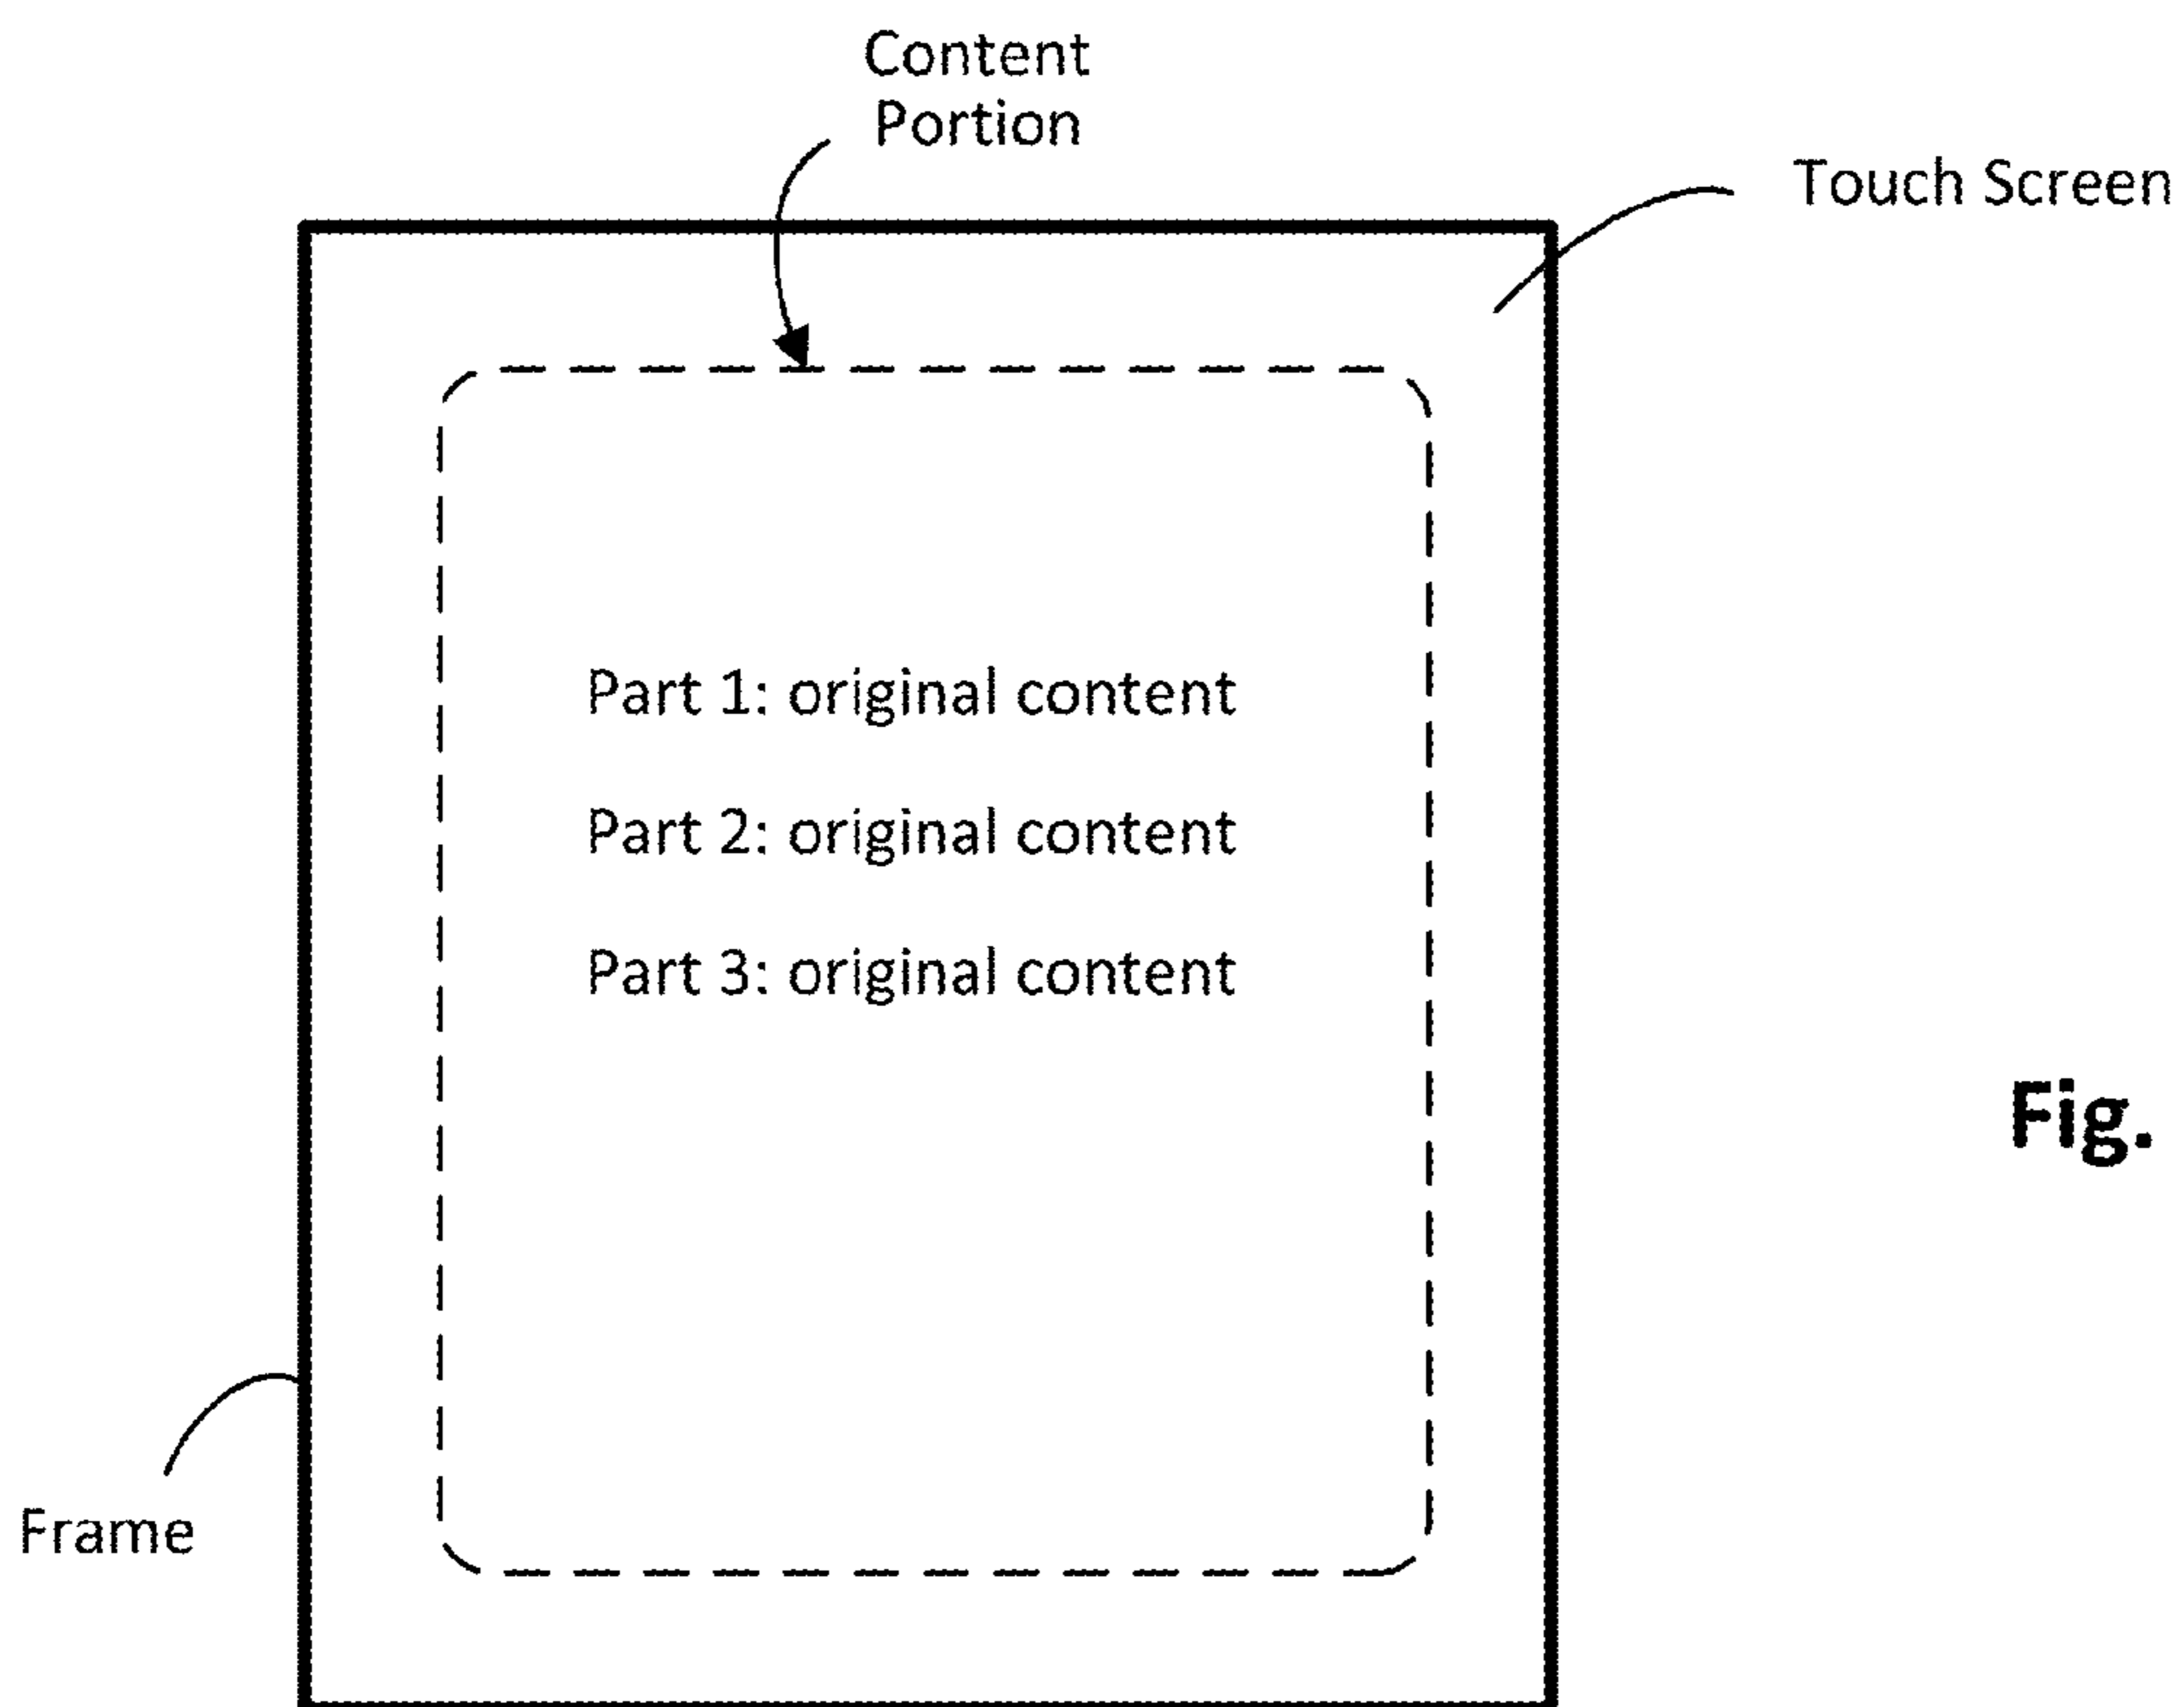 Content
Portion
Touch Screen
Part 1: original content
Part 2: original content
Part 3: original content
Fig.
Frame